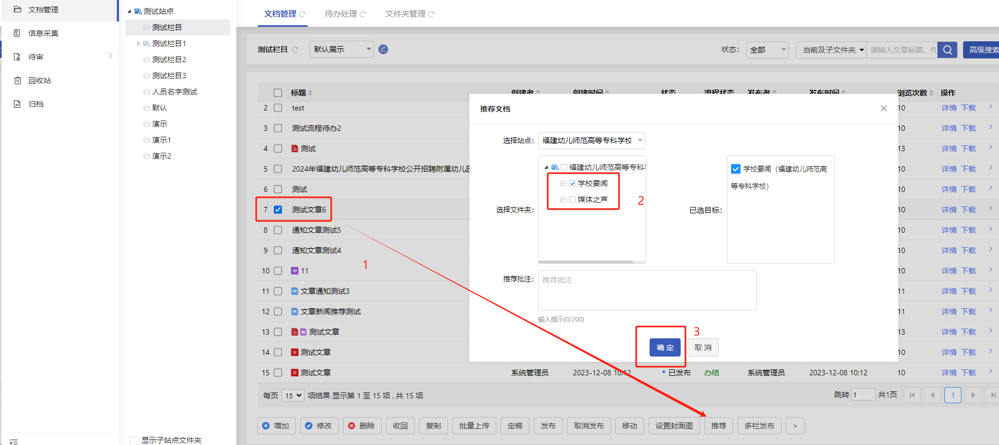 文档管理
信息采集
待审
回收站
归档
测试站点
测试栏目
测试栏目1
测试栏目2
测试栏目3
人员名字测试
默认
演示
演示1
演示2
显示子站点文件夹
文档管理 待办处理 文件夹管理
测试栏目 默认展示 状态： 全部 当前及子文件夹 请输入文章标题、作 高级搜索
标题 创建者 创建时间 状态 流程状态 发布者 发布时间 浏览次数 操作
2 test 10 详情 下载
3 测试流程待办2 10 详情 下载
4 测试 13 详情 下载
5 2024年福建幼儿师范高等专科学校公开招聘附属幼儿园 10 详情 下载
6 测试 10 详情 下载
7 测试文章6 10 详情 下载
8 通知文章测试5 10 详情 下载
9 通知文章测试4 10 详情 下载
10 11 10 详情 下载
11 文章通知测试3 11 详情 下载
12 文章新闻推荐测试 11 详情 下载
13 测试文章 13 详情 下载
14 测试文章 10 详情 下载
15 测试文章 系统管理员 2023-12-08 10:12 已发布 办结 系统管理员 2023-12-08 10:12 10 详情 下载
每页 15 项结果 显示第 1 至 15 项 , 共 15 项 跳转 1 共1页 1
增加 修改 删除 收回 复制 批量上传 定稿 发布 取消发布 移动 设置封面图 推荐 多栏发布 >
推荐文档
选择站点： 福建幼儿师范高等专科学校
选择文件夹：
福建幼儿师范高等专科学
学校要闻
媒体之声
已选目标：
学校要闻（福建幼儿师范高
等专科学校）
推荐批注： 推荐批注
输入提示(0/200)
确 定 取 消
1
2
3